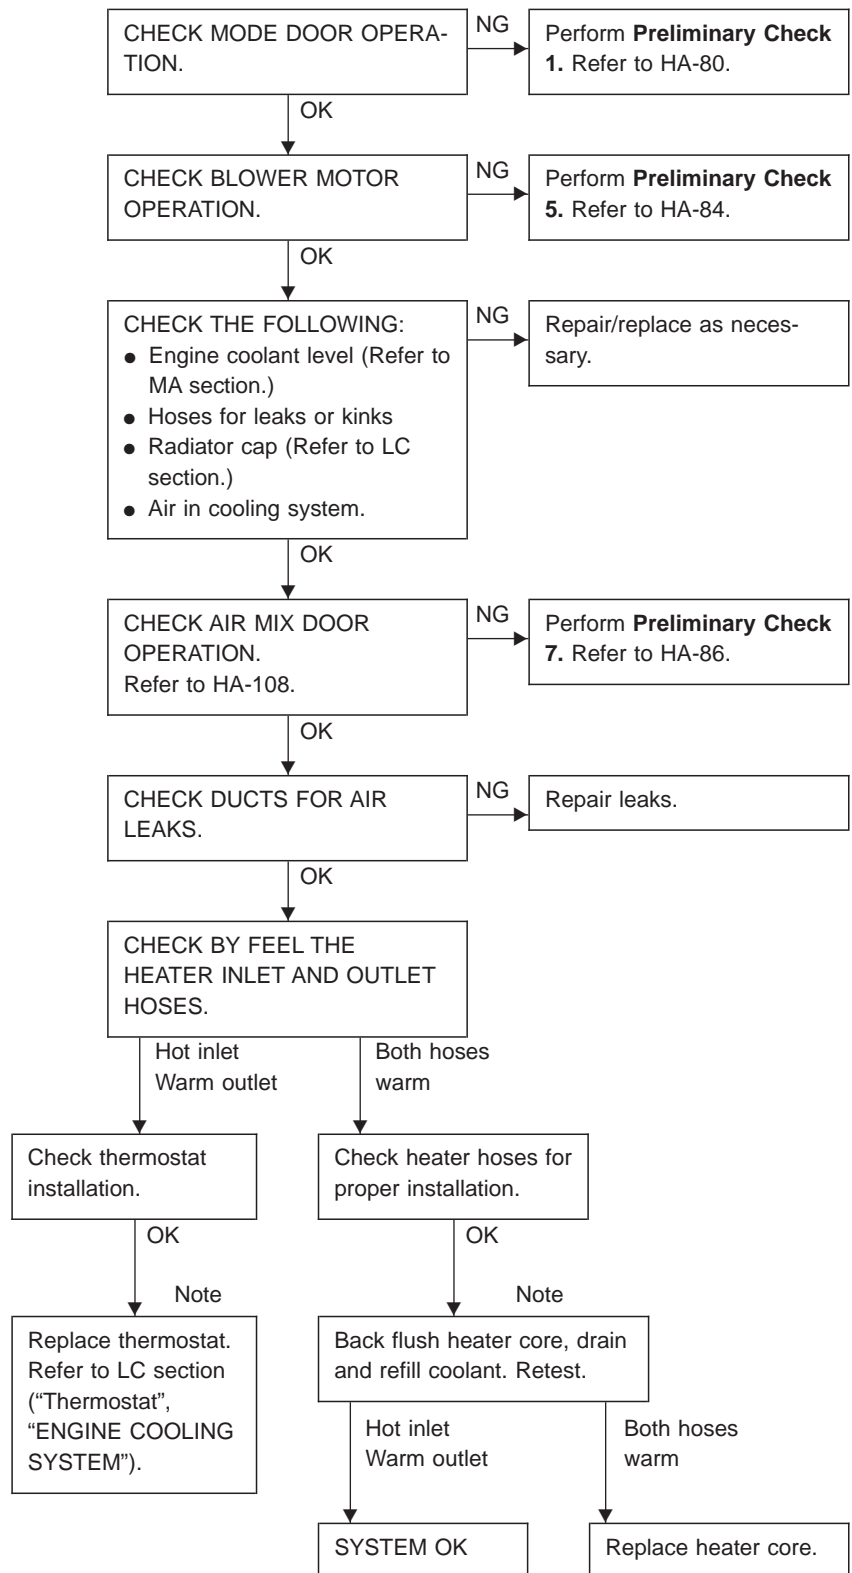 CHECK MODE DOOR OPERA-
TION.
NG
Perform Preliminary Check
1. Refer to HA-80.
OK
CHECK BLOWER MOTOR
OPERATION.
NG
Perform Preliminary Check
5. Refer to HA-84.
OK
CHECK THE FOLLOWING:
● Engine coolant level (Refer to
MA section.)
● Hoses for leaks or kinks
● Radiator cap (Refer to LC
section.)
● Air in cooling system.
NG
Repair/replace as neces-
sary.
OK
CHECK AIR MIX DOOR
OPERATION.
Refer to HA-108.
NG
Perform Preliminary Check
7. Refer to HA-86.
OK
CHECK DUCTS FOR AIR
LEAKS.
NG
Repair leaks.
OK
CHECK BY FEEL THE
HEATER INLET AND OUTLET
HOSES.
Hot inlet
Warm outlet
Both hoses
warm
Check thermostat
installation.
Check heater hoses for
proper installation.
OK
OK
Note
Note
Replace thermostat.
Refer to LC section
(“Thermostat”,
“ENGINE COOLING
SYSTEM”).
Back flush heater core, drain
and refill coolant. Retest.
Hot inlet
Warm outlet
Both hoses
warm
SYSTEM OK
Replace heater core.